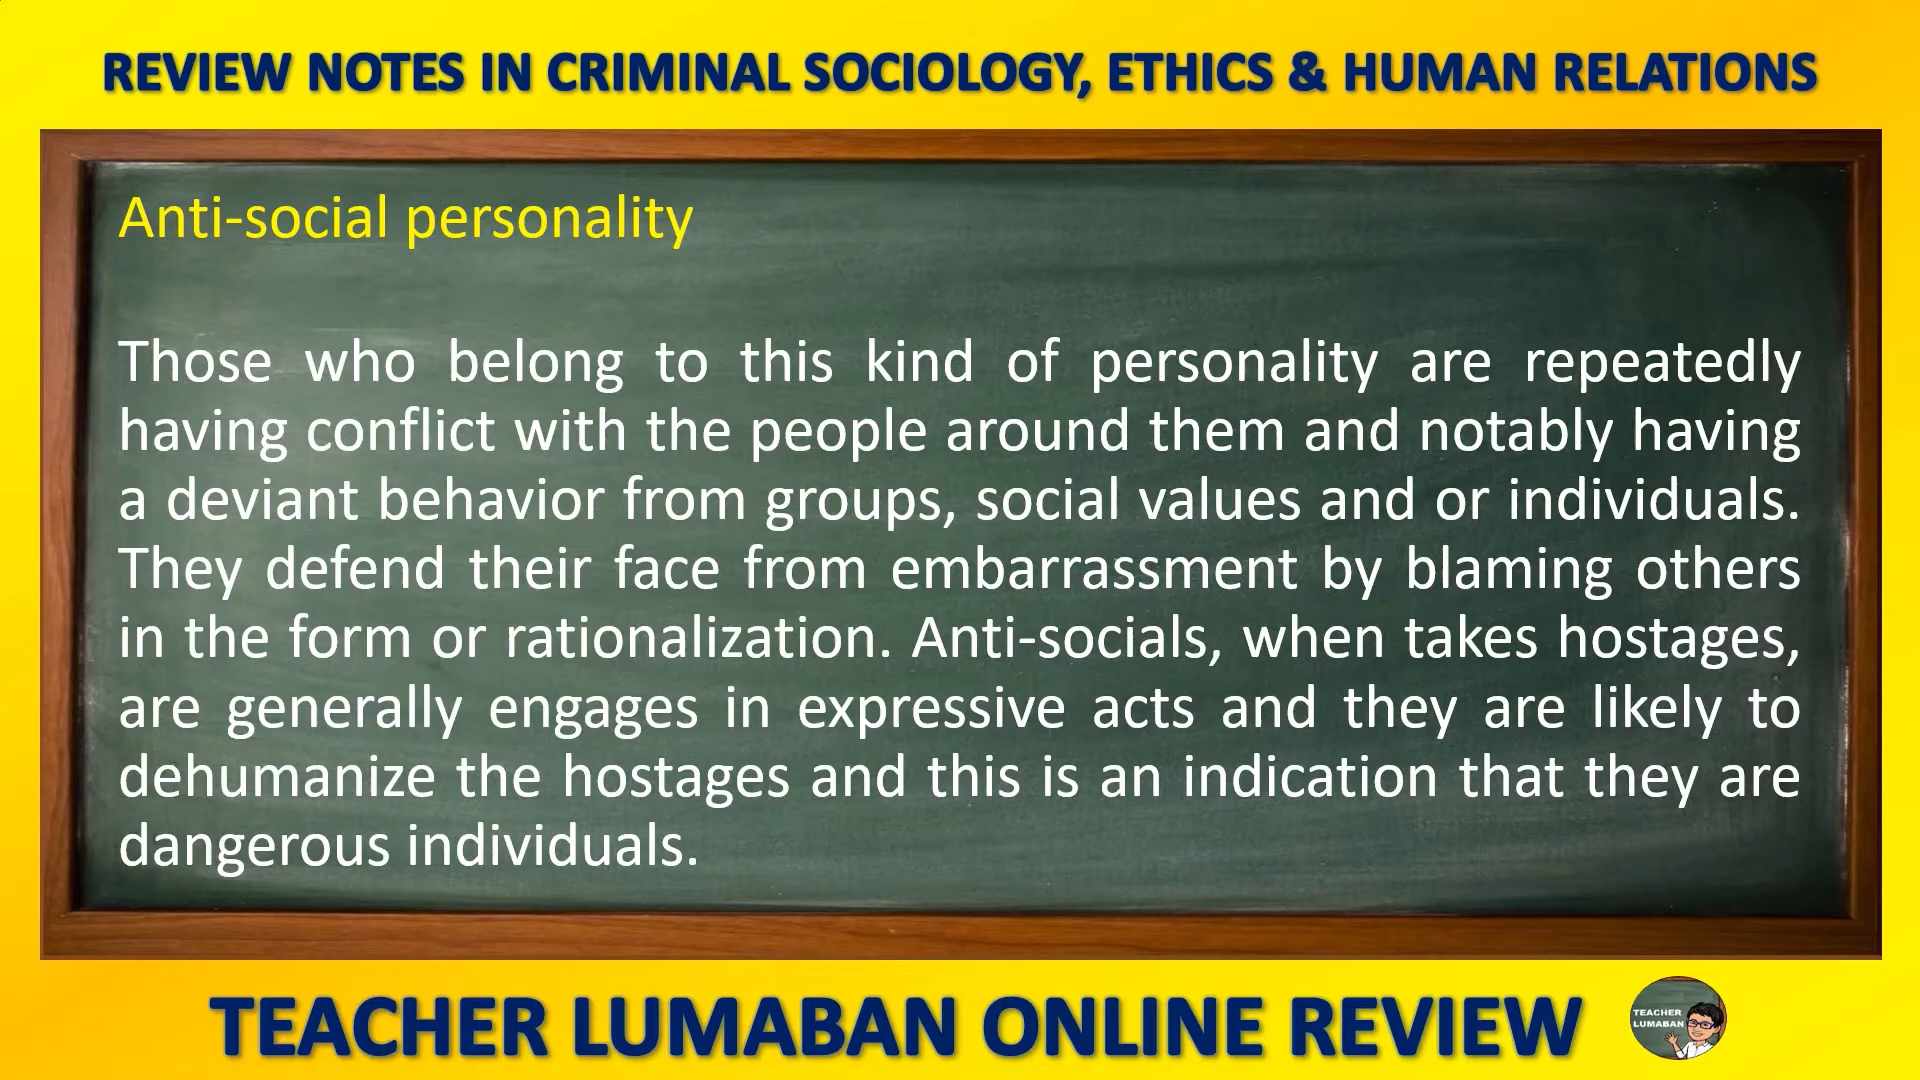 REVIEW NOTES IN CRIMINAL SOCIOLOGY, ETHICS & HUMAN RELATIONS
Anti-social personality
Those who belong to this kind of personality are repeatedly
having conflict with the people around them and notably having
a deviant behavior from groups, social values and or individuals.
They defend their face from embarrassment by blaming others
in the form or rationalization. Anti-socials, when takes hostages,
are generally engages in expressive acts and they are likely to
dehumanize the hostages and this is an indication that they are
dangerous individuals.
TEACHER LUMABAN ONLINE REVIEW
TEACHER
LUMABAN